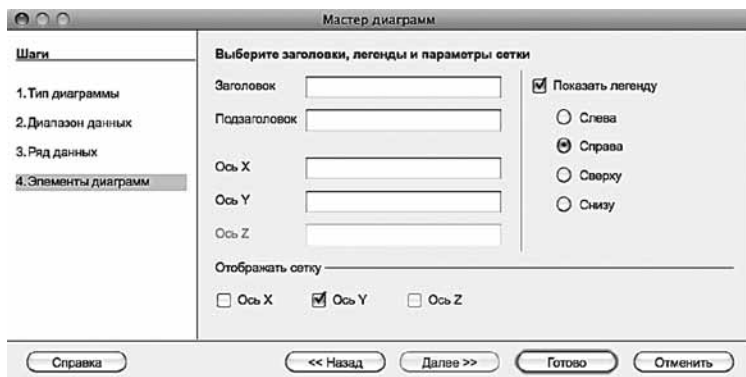 Мастер диаграмм
Шаги
1.Тип диаграммы
2.Диапазон данных
3.Ряд данных
4.Элементы диаграмм
Выберите заголовки, легенды и параметры сетки
Заголовок
Подзаголовок
Ось X
Ось Y
Ось Z
Показать легенду
Слева
Справа
Сверху
Снизу
Отображать сетку
Ось X Ось Y Ось Z
Справка << Назад Далее >> Готово Отменить